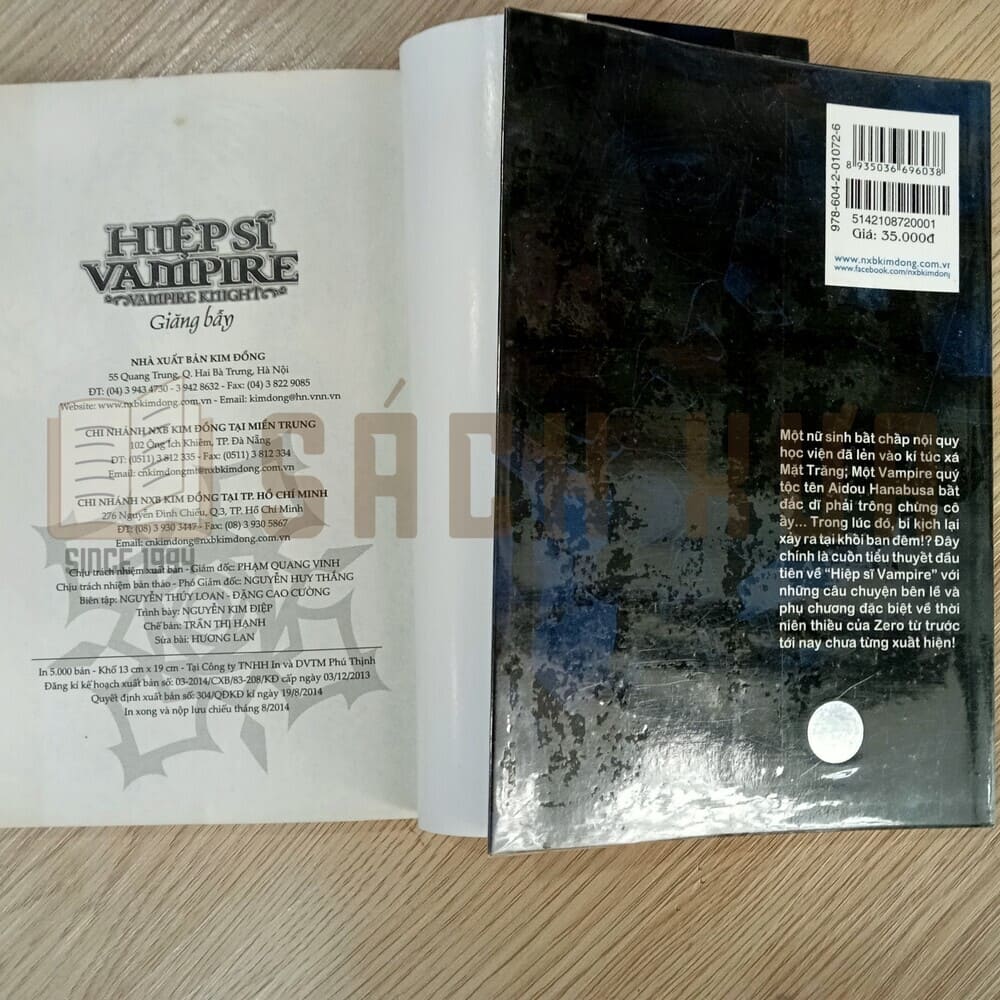 HIỆP SĨ
VAMPIRE
VAMPIRE KNIGHT
Giăng bẫy
NHÀ XUẤT BẢN KIM ĐỒNG
55 Quang Trung, Q. Hai Bà Trưng, Hà Nội
ĐT: (04) 3 943 4730 - 3 942 8632 - Fax: (04) 3 822 9085
Website: www.nxbkimdong.com.vn - Email: kimdong@hn.vnn.vn
CHI NHÁNH NXB KIM ĐỒNG TẠI MIỀN TRUNG
102 Ông Ích Khiêm, TP. Đà Nẵng
ĐT: (0511) 3 812 335 - Fax: (0511) 3 812 334
Email: cnkimdongmt@nxbkimdong.com.vn
CHI NHÁNH NXB KIM ĐỒNG TẠI TP. HỒ CHÍ MINH
276 Nguyễn Đình Chiểu, Q.3, TP. Hồ Chí Minh
ĐT: (08) 3 930 3447 - Fax: (08) 3 930 5867
Email: cnkimdong@nxbkimdong.com.vn
Chịu trách nhiệm xuất bản - Giám đốc: PHẠM QUANG VINH
Chịu trách nhiệm bản thảo - Phó Giám đốc: NGUYỄN HUY THẮNG
Biên tập: NGUYỄN THÚY LOAN - ĐẶNG CAO CƯỜNG
Trình bày: NGUYỄN KIM ĐIỆP
Chế bản: TRẦN THỊ HẠNH
Sửa bài: HƯƠNG LAN
In 5.000 bản - Khổ 13 cm x 19 cm - Tại Công ty TNHH In và DVTM Phú Thịnh
Đăng kí kế hoạch xuất bản số: 03-2014/CXB/83-208/KĐ cấp ngày 03/12/2013
Quyết định xuất bản số: 304/QĐKĐ kí ngày 19/8/2014
In xong và nộp lưu chiểu tháng 8/2014
978-604-2-01072-6
8 935036 696038
5142108720001
Giá: 35.000đ
www.nxbkimdong.com.vn
www.facebook.com/nxbkimdong
Một nữ sinh bất chấp nội quy
học viện đã lẻn vào kí túc xá
Mặt Trăng; Một Vampire quý
tộc tên Aidou Hanabusa bất
đắc dĩ phải trông chừng cô
ấy... Trong lúc đó, bi kịch lại
xảy ra tại khối ban đêm!? Đây
chính là cuốn tiểu thuyết đầu
tiên về "Hiệp sĩ Vampire" với
những câu chuyện bên lề và
phụ chương đặc biệt về thời
niên thiếu của Zero từ trước
tới nay chưa từng xuất hiện!
SÁCH XƯA
SINCE 1994